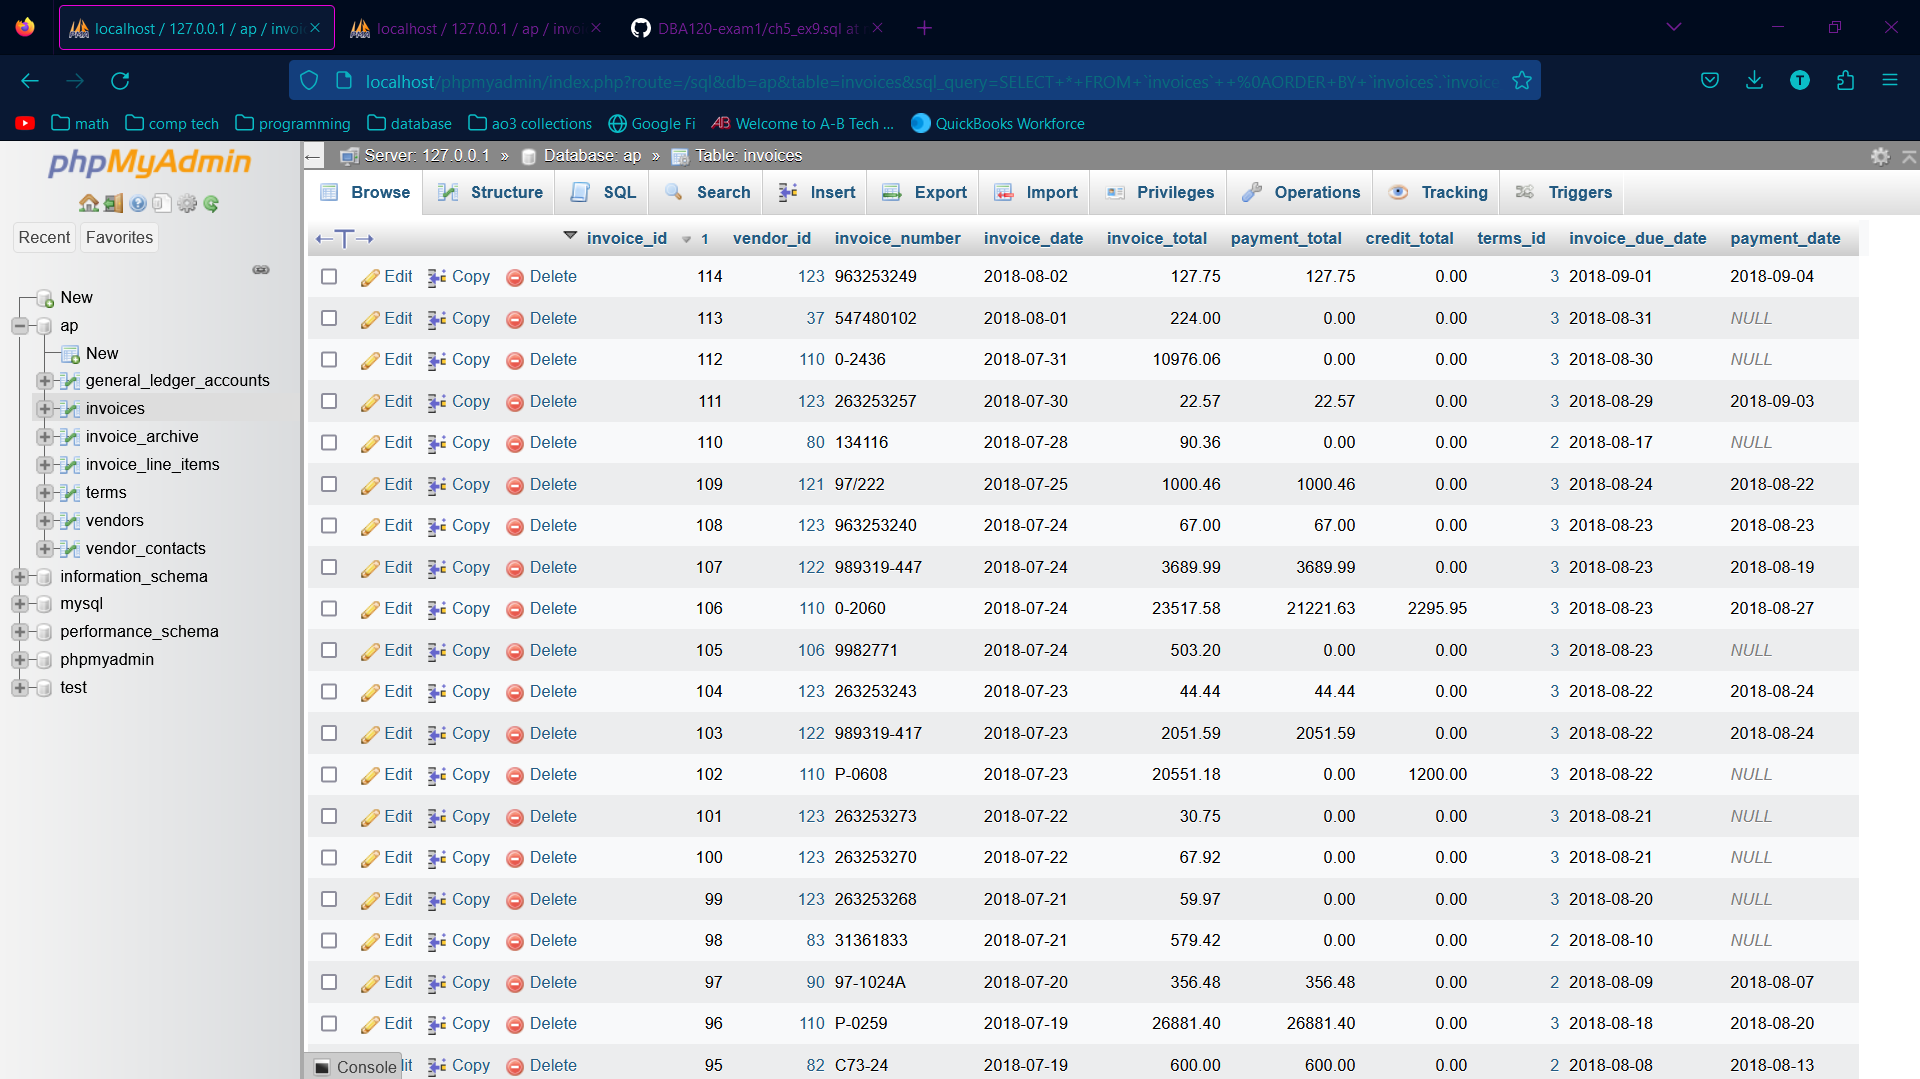 localhost / 127.0.0.1 / ap / invoi
localhost / 127.0.0.1 / ap / invoi
DBA120-exam1/ch5_ex9.sql at
localhost/phpmyadmin/index.php?route=/sql&db=ap&table=invoices&sql_query=SELECT+*+FROM+`invoices`++%0AORDER+BY+`invoices`.`invoice
math
comp tech
programming
database
ao3 collections
Google Fi
Welcome to A-B Tech ...
QuickBooks Workforce
phpMyAdmin
Recent
Favorites
New
ap
New
general_ledger_accounts
invoices
invoice_archive
invoice_line_items
terms
vendors
vendor_contacts
information_schema
mysql
performance_schema
phpmyadmin
test
Server: 127.0.0.1 » Database: ap » Table: invoices
Browse Structure SQL Search Insert Export Import Privileges Operations Tracking Triggers
←T→ invoice_id 1 vendor_id invoice_number invoice_date invoice_total payment_total credit_total terms_id invoice_due_date payment_date
Edit Copy Delete 114 123 963253249 2018-08-02 127.75 127.75 0.00 3 2018-09-01 2018-09-04
Edit Copy Delete 113 37 547480102 2018-08-01 224.00 0.00 0.00 3 2018-08-31 NULL
Edit Copy Delete 112 110 0-2436 2018-07-31 10976.06 0.00 0.00 3 2018-08-30 NULL
Edit Copy Delete 111 123 263253257 2018-07-30 22.57 22.57 0.00 3 2018-08-29 2018-09-03
Edit Copy Delete 110 80 134116 2018-07-28 90.36 0.00 0.00 2 2018-08-17 NULL
Edit Copy Delete 109 121 97/222 2018-07-25 1000.46 1000.46 0.00 3 2018-08-24 2018-08-22
Edit Copy Delete 108 123 963253240 2018-07-24 67.00 67.00 0.00 3 2018-08-23 2018-08-23
Edit Copy Delete 107 122 989319-447 2018-07-24 3689.99 3689.99 0.00 3 2018-08-23 2018-08-19
Edit Copy Delete 106 110 0-2060 2018-07-24 23517.58 21221.63 2295.95 3 2018-08-23 2018-08-27
Edit Copy Delete 105 106 9982771 2018-07-24 503.20 0.00 0.00 3 2018-08-23 NULL
Edit Copy Delete 104 123 263253243 2018-07-23 44.44 44.44 0.00 3 2018-08-22 2018-08-24
Edit Copy Delete 103 122 989319-417 2018-07-23 2051.59 2051.59 0.00 3 2018-08-22 2018-08-24
Edit Copy Delete 102 110 P-0608 2018-07-23 20551.18 0.00 1200.00 3 2018-08-22 NULL
Edit Copy Delete 101 123 263253273 2018-07-22 30.75 0.00 0.00 3 2018-08-21 NULL
Edit Copy Delete 100 123 263253270 2018-07-22 67.92 0.00 0.00 3 2018-08-21 NULL
Edit Copy Delete 99 123 263253268 2018-07-21 59.97 0.00 0.00 3 2018-08-20 NULL
Edit Copy Delete 98 83 31361833 2018-07-21 579.42 0.00 0.00 2 2018-08-10 NULL
Edit Copy Delete 97 90 97-1024A 2018-07-20 356.48 356.48 0.00 2 2018-08-09 2018-08-07
Edit Copy Delete 96 110 P-0259 2018-07-19 26881.40 26881.40 0.00 3 2018-08-18 2018-08-20
Console lit Copy Delete 95 82 C73-24 2018-07-19 600.00 600.00 0.00 2 2018-08-08 2018-08-13